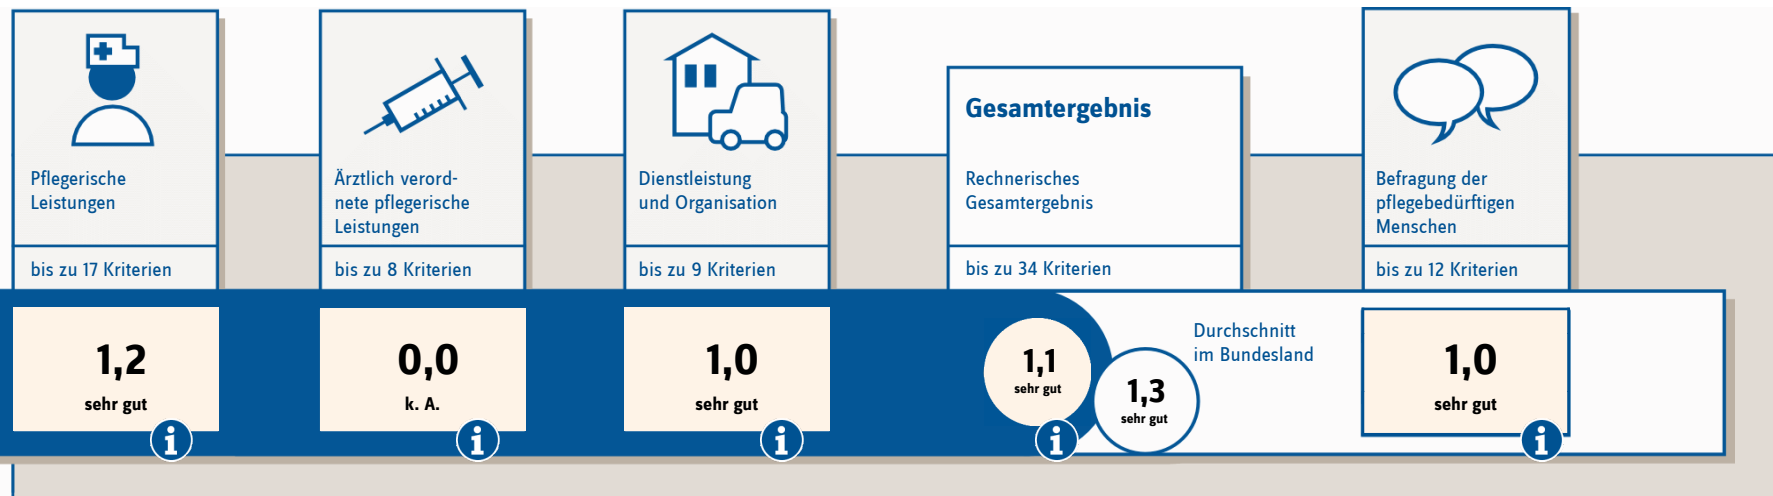 Pflegerische
Leistungen
bis zu 17 Kriterien
1,2
sehr gut
i
Ärztlich verord-
nete pflegerische
Leistungen
bis zu 8 Kriterien
0,0
k. A.
i
Dienstleistung
und Organisation
bis zu 9 Kriterien
1,0
sehr gut
i
Gesamtergebnis
Rechnerisches
Gesamtergebnis
bis zu 34 Kriterien
1,1
sehr gut
i
1,3
sehr gut
Durchschnitt
im Bundesland
Befragung der
pflegebedürftigen
Menschen
bis zu 12 Kriterien
1,0
sehr gut
i